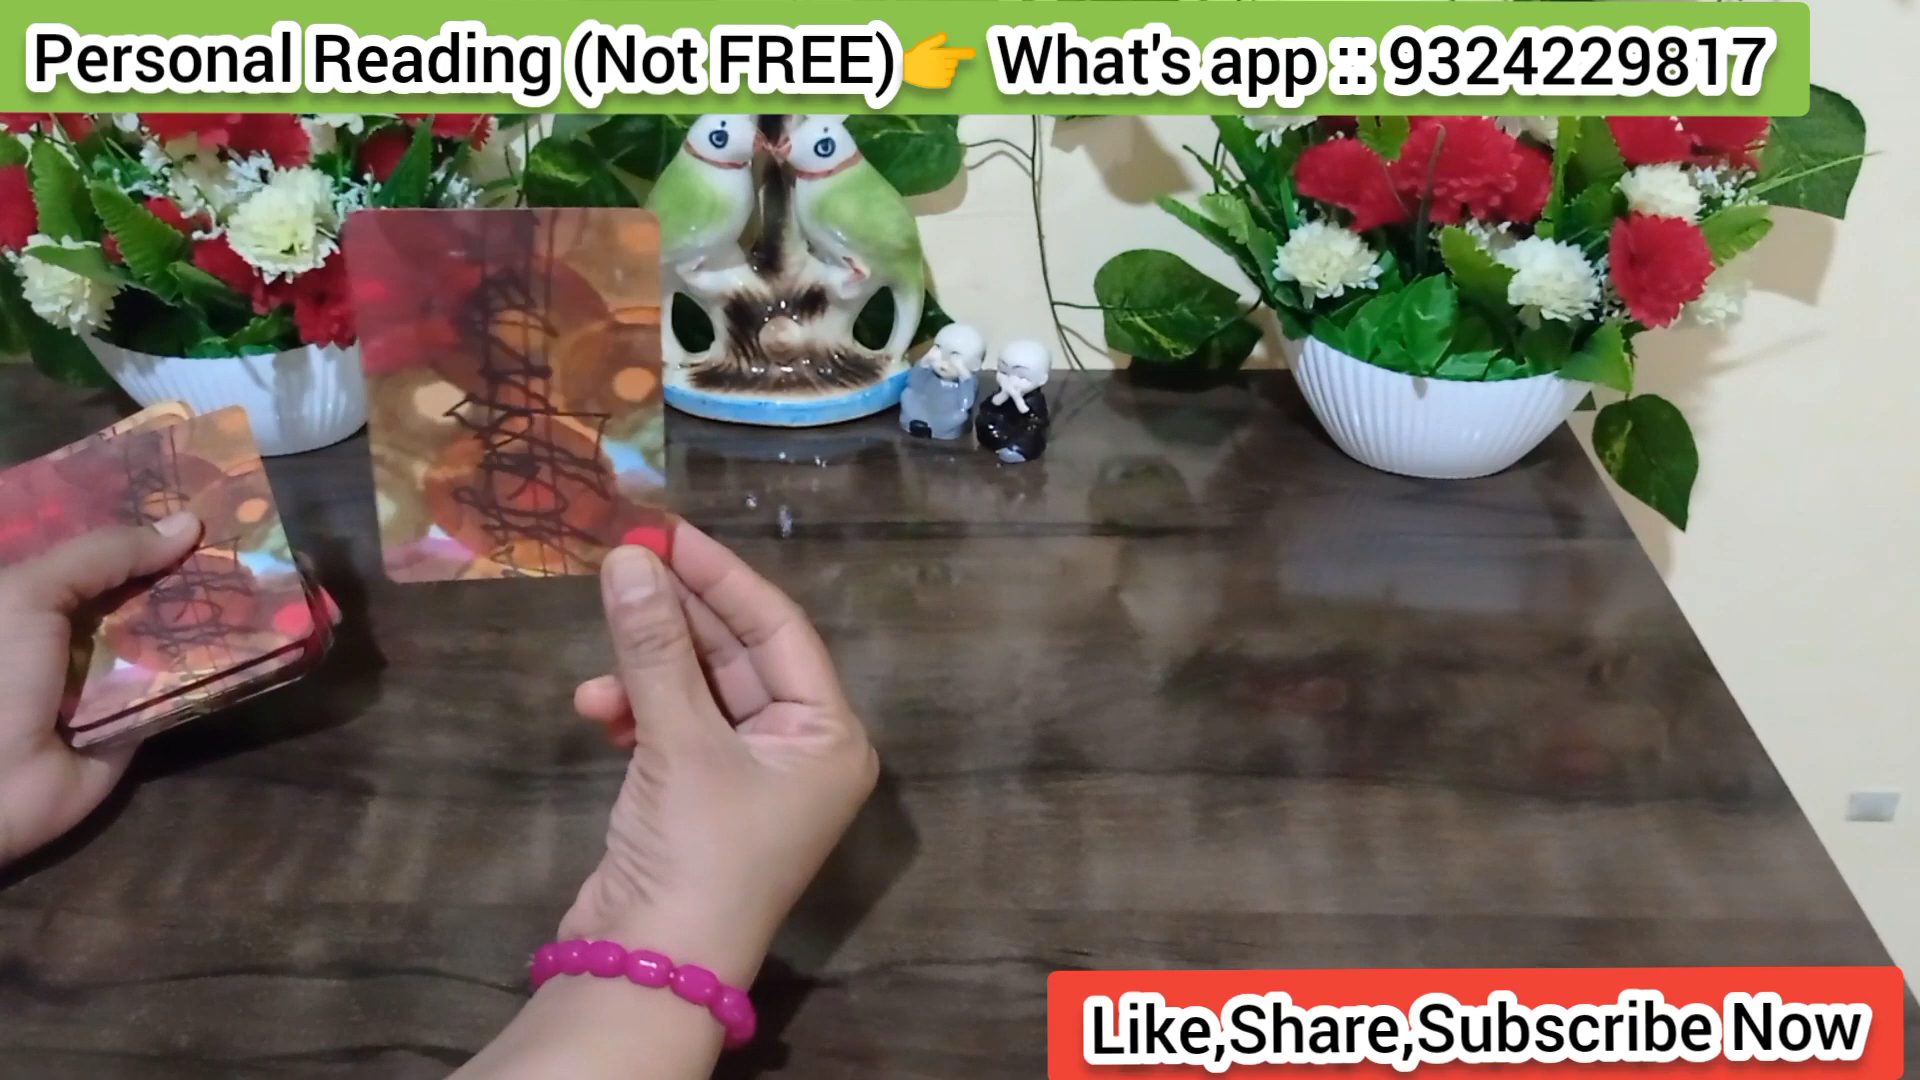 Personal Reading (Not FREE)👉 What's app :: 9324229817
Like,Share,Subscribe Now